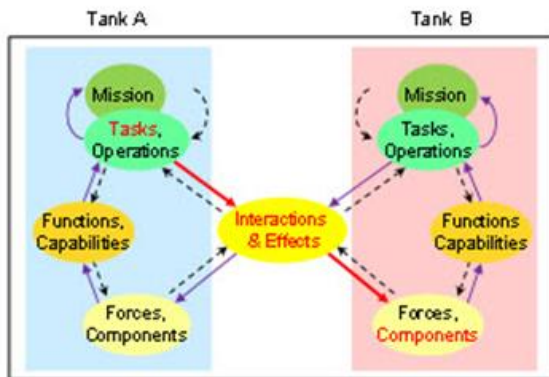 Tank A
Tank B
Mission
Tasks,
Operations
Functions,
Capabilities
Forces,
Components
Interactions
& Effects
Mission
Tasks,
Operations
Functions
Capabilities
Forces,
Components